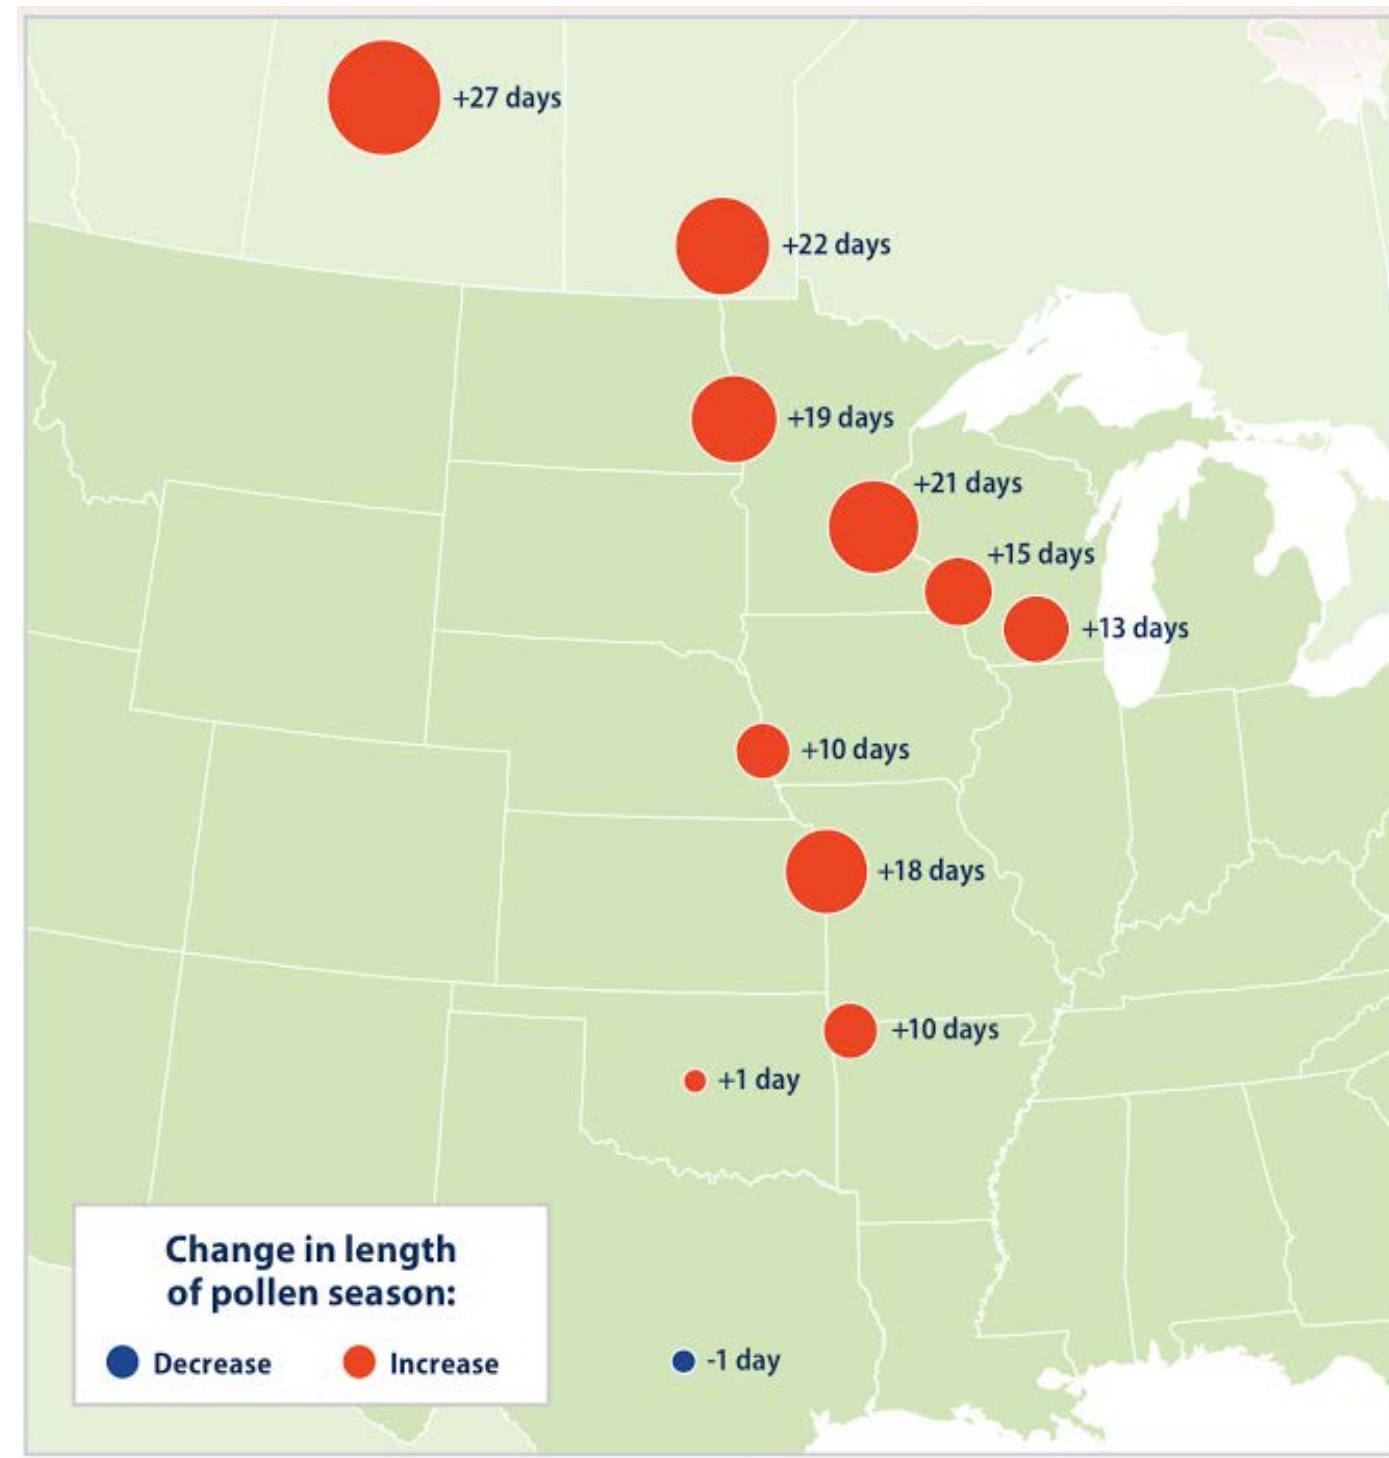 +27 days
+22 days
+19 days
+21 days
+15 days
+13 days
+10 days
+18 days
+10 days
+1 day
Change in length
of pollen season:
Decrease
Increase
-1 day